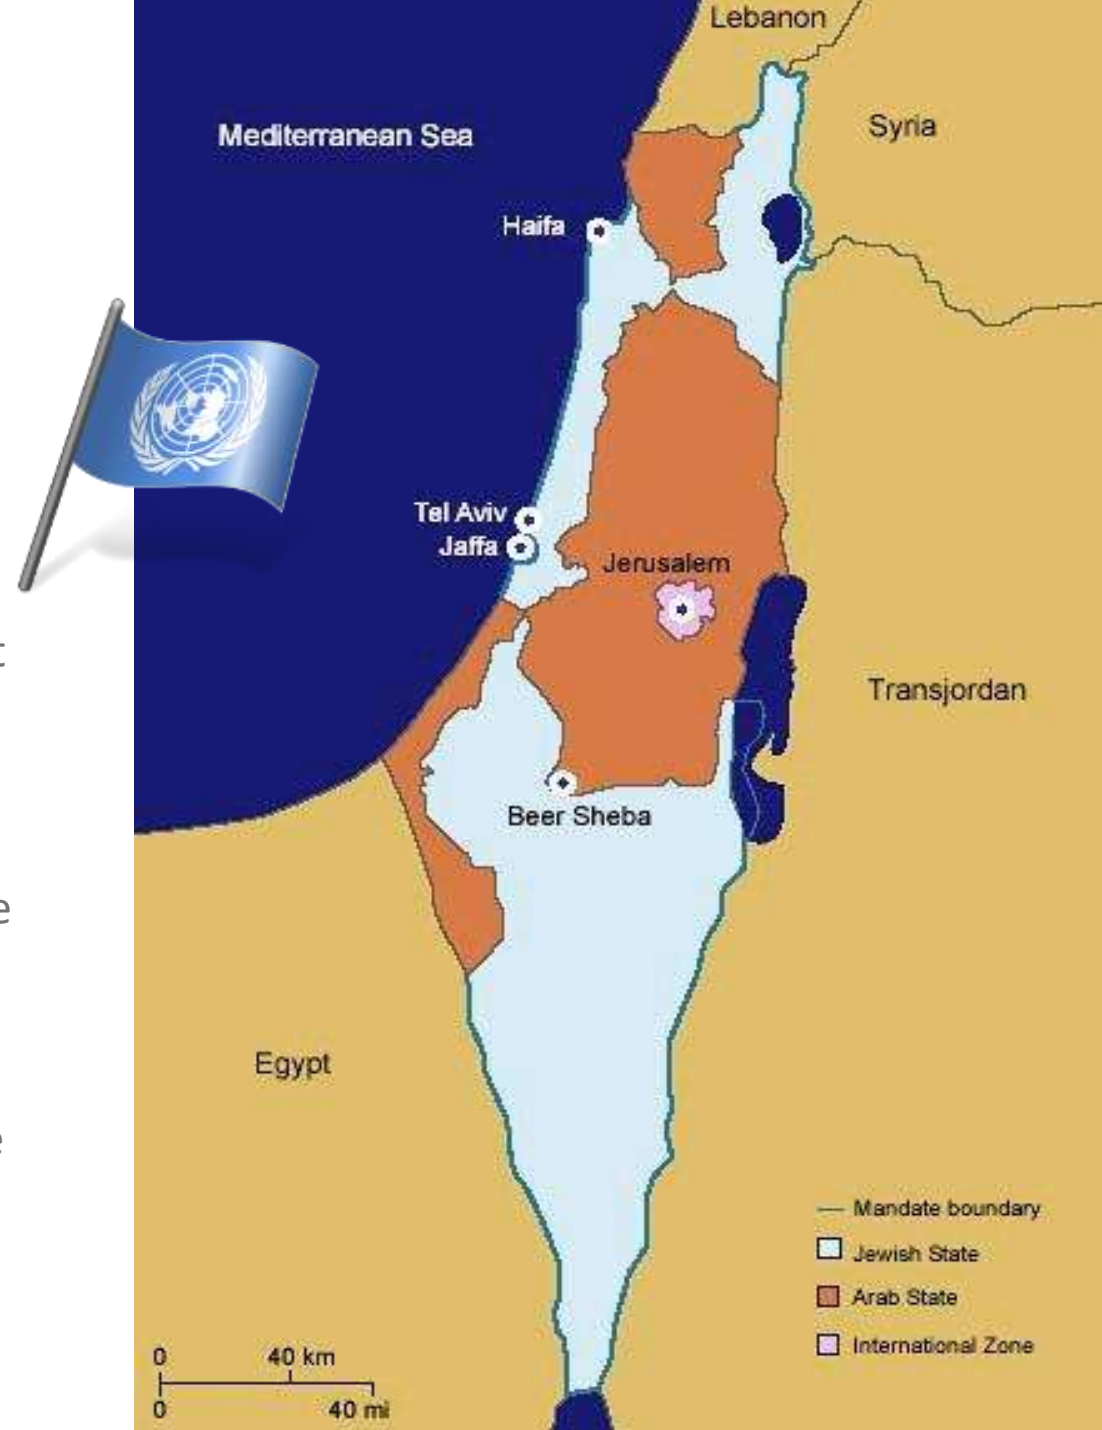 Lebanon
Syria
Mediterranean Sea
Haifa
Tel Aviv
Jaffa
Jerusalem
Transjordan
Beer Sheba
Egypt
Mandate boundary
Jewish State
Arab State
International Zone
0 40 km
0 40 mi